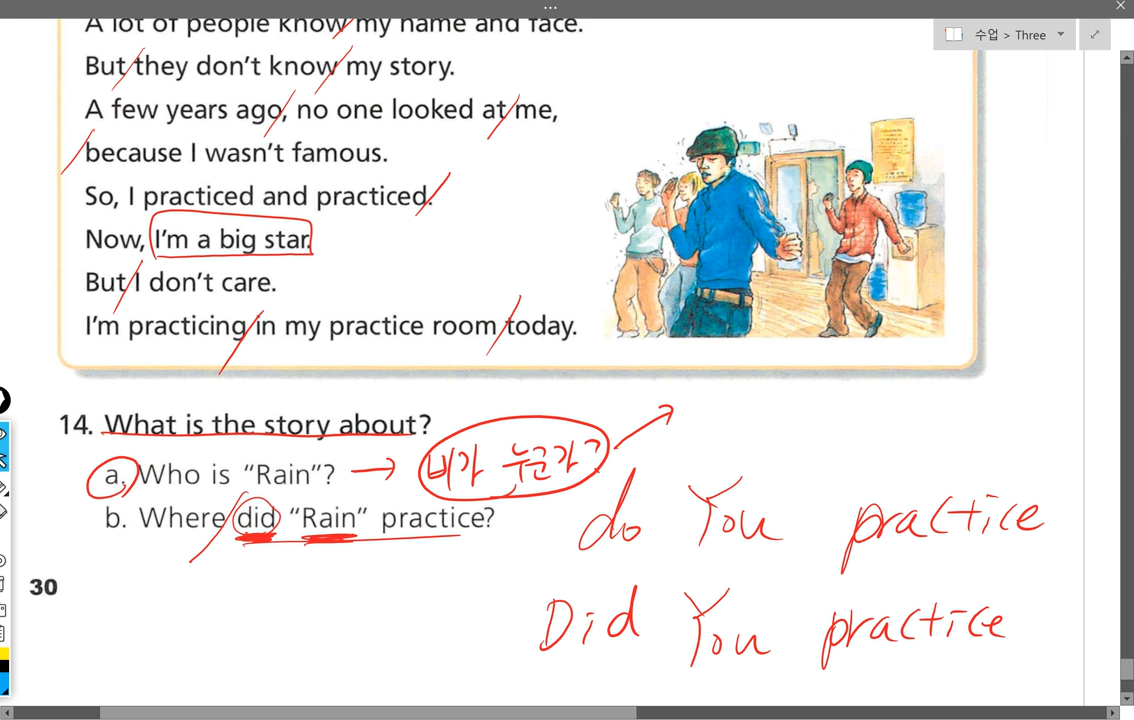 수업 > Three
A lot of people know my name and face.
But they don't know my story.
A few years ago, no one looked at me,
because I wasn't famous.
So, I practiced and practiced.
Now, I'm a big star.
But I don't care.
I'm practicing in my practice room today.
14. What is the story about?
a. Who is “Rain”? → 비가 누군가?
b. Where did “Rain” practice?
do You practice
30
Did You practice